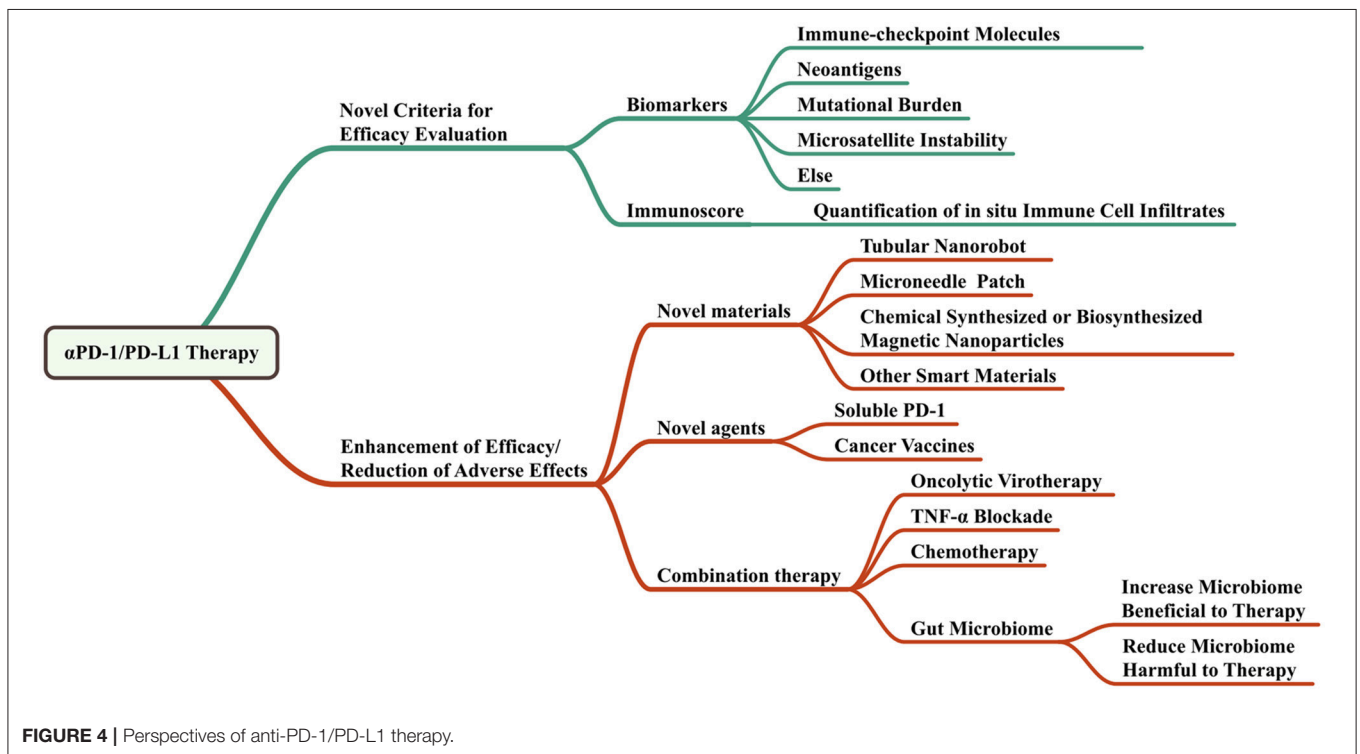 αPD-1/PD-L1 Therapy
Novel Criteria for
Efficacy Evaluation
Biomarkers
Immune-checkpoint Molecules
Neoantigens
Mutational Burden
Microsatellite Instability
Else
Immunoscore
Quantification of in situ Immune Cell Infiltrates
Enhancement of Efficacy/
Reduction of Adverse Effects
Novel materials
Tubular Nanorobot
Microneedle Patch
Chemical Synthesized or Biosynthesized
Magnetic Nanoparticles
Other Smart Materials
Novel agents
Soluble PD-1
Cancer Vaccines
Combination therapy
Oncolytic Virotherapy
TNF-α Blockade
Chemotherapy
Gut Microbiome
Increase Microbiome
Beneficial to Therapy
Reduce Microbiome
Harmful to Therapy
FIGURE 4 | Perspectives of anti-PD-1/PD-L1 therapy.